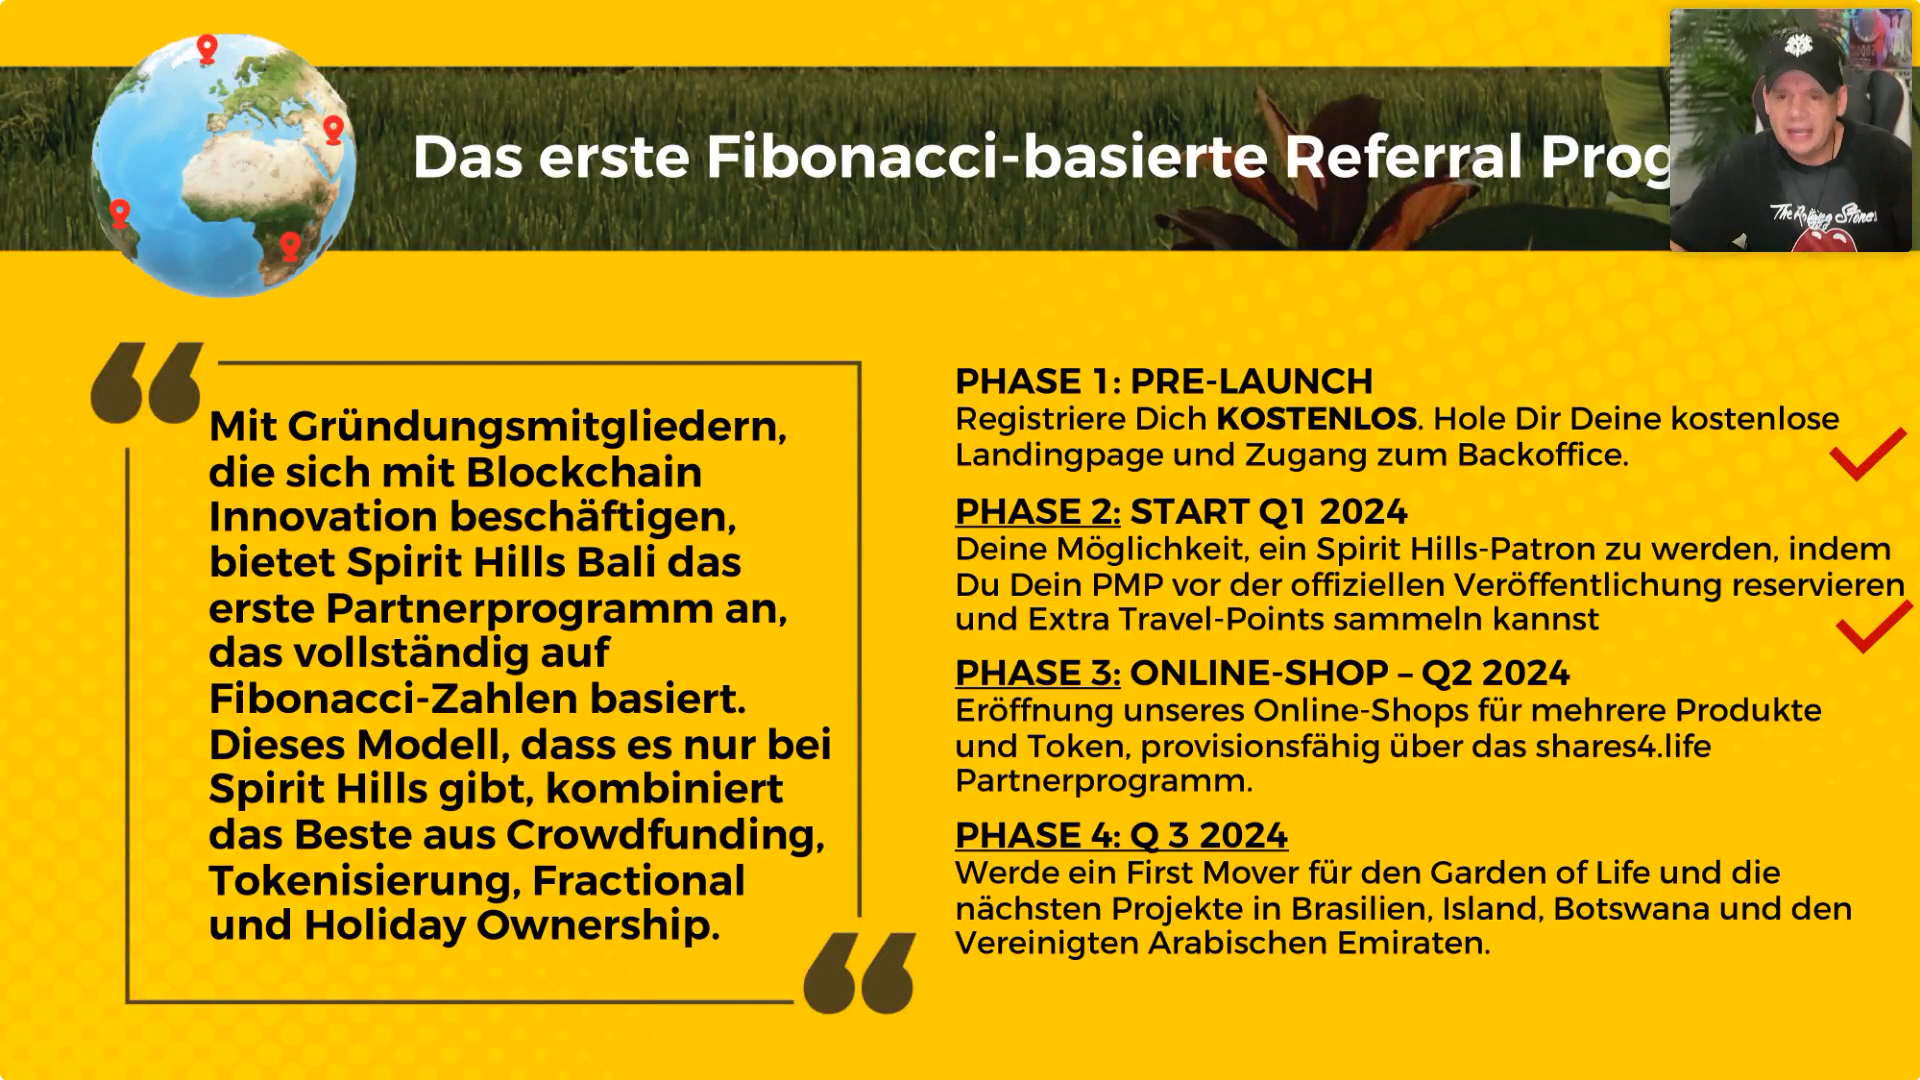 Das erste Fibonacci-basierte Referral Prog
The Rolling Stones
Mit Gründungsmitgliedern,
die sich mit Blockchain
Innovation beschäftigen,
bietet Spirit Hills Bali das
erste Partnerprogramm an,
das vollständig auf
Fibonacci-Zahlen basiert.
Dieses Modell, dass es nur bei
Spirit Hills gibt, kombiniert
das Beste aus Crowdfunding,
Tokenisierung, Fractional
und Holiday Ownership.
PHASE 1: PRE-LAUNCH
Registriere Dich KOSTENLOS. Hole Dir Deine kostenlose
Landingpage und Zugang zum Backoffice.
PHASE 2: START Q1 2024
Deine Möglichkeit, ein Spirit Hills-Patron zu werden, indem
Du Dein PMP vor der offiziellen Veröffentlichung reservieren
und Extra Travel-Points sammeln kannst
PHASE 3: ONLINE-SHOP – Q2 2024
Eröffnung unseres Online-Shops für mehrere Produkte
und Token, provisionsfähig über das shares4.life
Partnerprogramm.
PHASE 4: Q 3 2024
Werde ein First Mover für den Garden of Life und die
nächsten Projekte in Brasilien, Island, Botswana und den
Vereinigten Arabischen Emiraten.